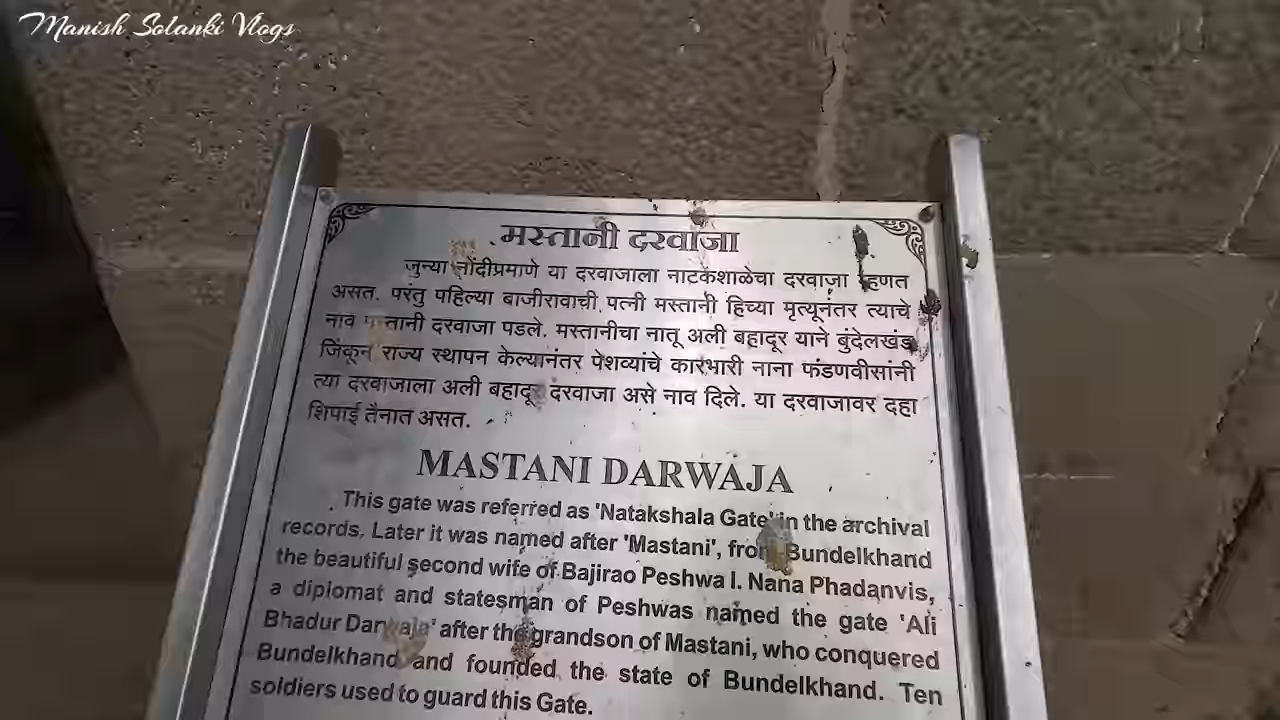 Manish Solanki Vlogs
मस्तानी दरवाजा
जुन्या नोंदीप्रमाणे या दरवाजाला नाटकशाळेचा दरवाजा म्हणत
असत. परंतु पहिल्या बाजीरावाची पत्नी मस्तानी हिच्या मृत्यूनंतर त्याचे
नाव मस्तानी दरवाजा पडले. मस्तानीचा नातू अली बहादूर याने बुंदेलखंड
जिंकून राज्य स्थापन केल्यानंतर पेशव्यांचे कारभारी नाना फंडणवीसांनी
त्या दरवाजाला अली बहादूर दरवाजा असे नाव दिले. या दरवाजावर दहा
शिपाई तैनात असत.
MASTANI DARWAJA
This gate was referred as 'Natakshala Gate' in the archival
records. Later it was named after 'Mastani', from Bundelkhand
the beautiful second wife of Bajirao Peshwa I. Nana Phadanvis,
a diplomat and statesman of Peshwas named the gate 'Ali
Bhadur Darwaja' after the grandson of Mastani, who conquered
Bundelkhand and founded the state of Bundelkhand. Ten
soldiers used to guard this Gate.